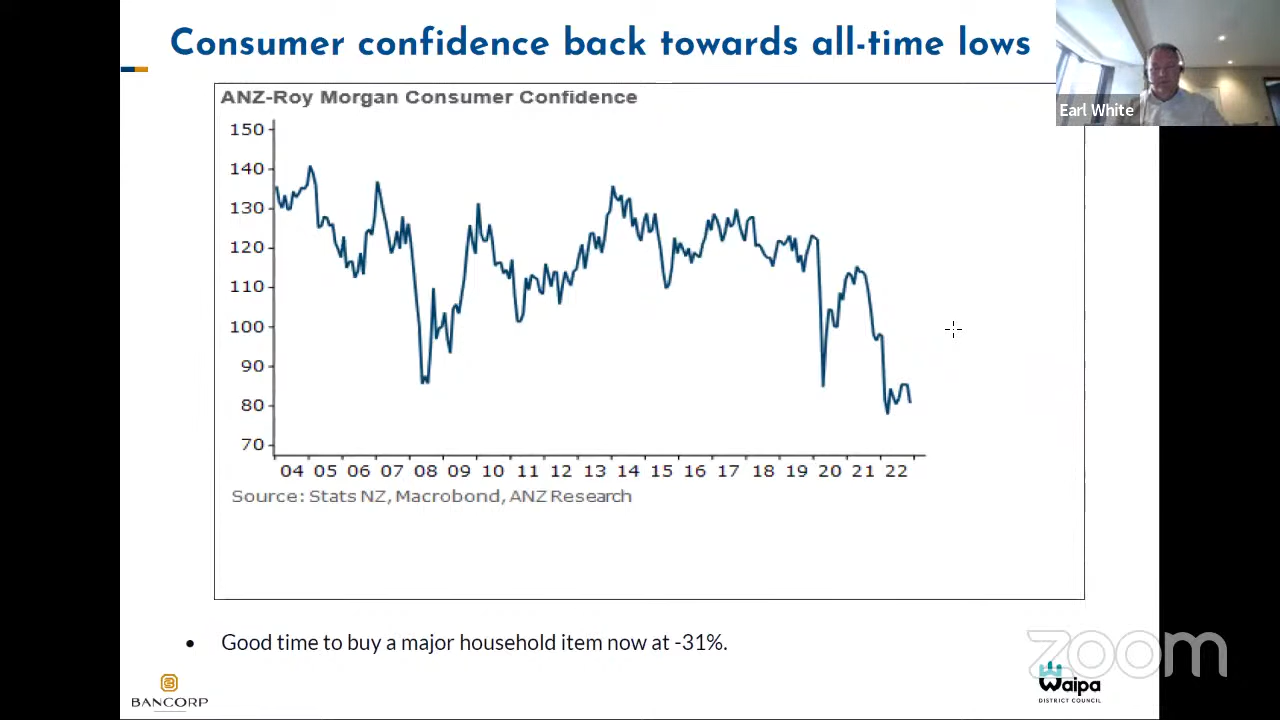 Consumer confidence back towards all-time lows
Earl White
ANZ-Roy Morgan Consumer Confidence
150
140
130
120
110
100
90
80
70
04 05 06 07 08 09 10 11 12 13 14 15 16 17 18 19 20 21 22
Source: Stats NZ, Macrobond, ANZ Research
• Good time to buy a major household item now at -31%.
zoom
BANCORP
Waipa
DISTRICT COUNCIL